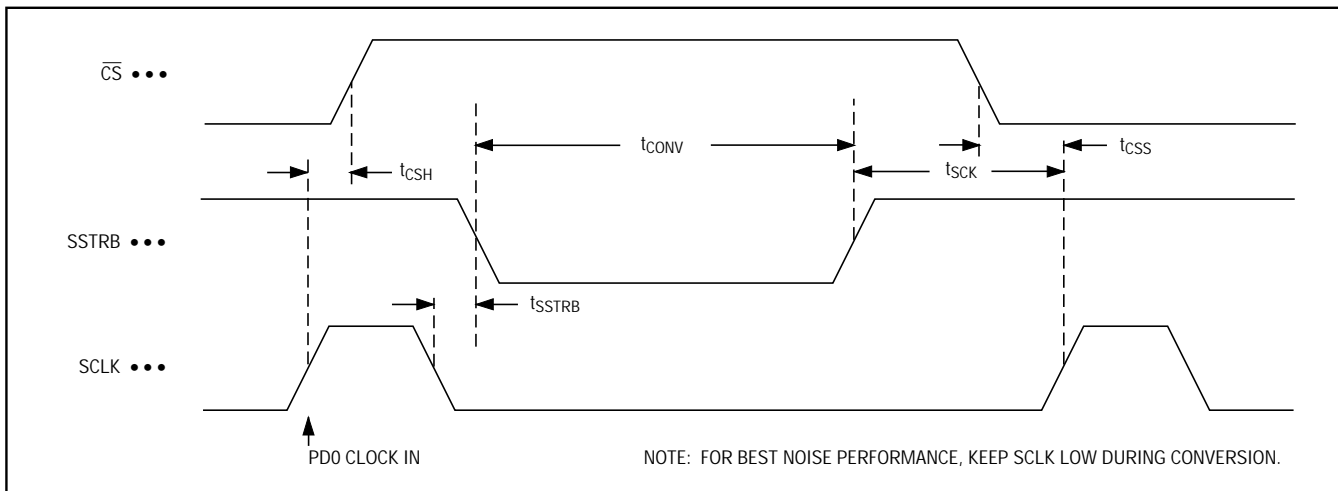 C̅S̅ •••
tCONV
tCSS
tCSH
tSCK
SSTRB •••
tSSTRB
SCLK •••
PD0 CLOCK IN
NOTE: FOR BEST NOISE PERFORMANCE, KEEP SCLK LOW DURING CONVERSION.